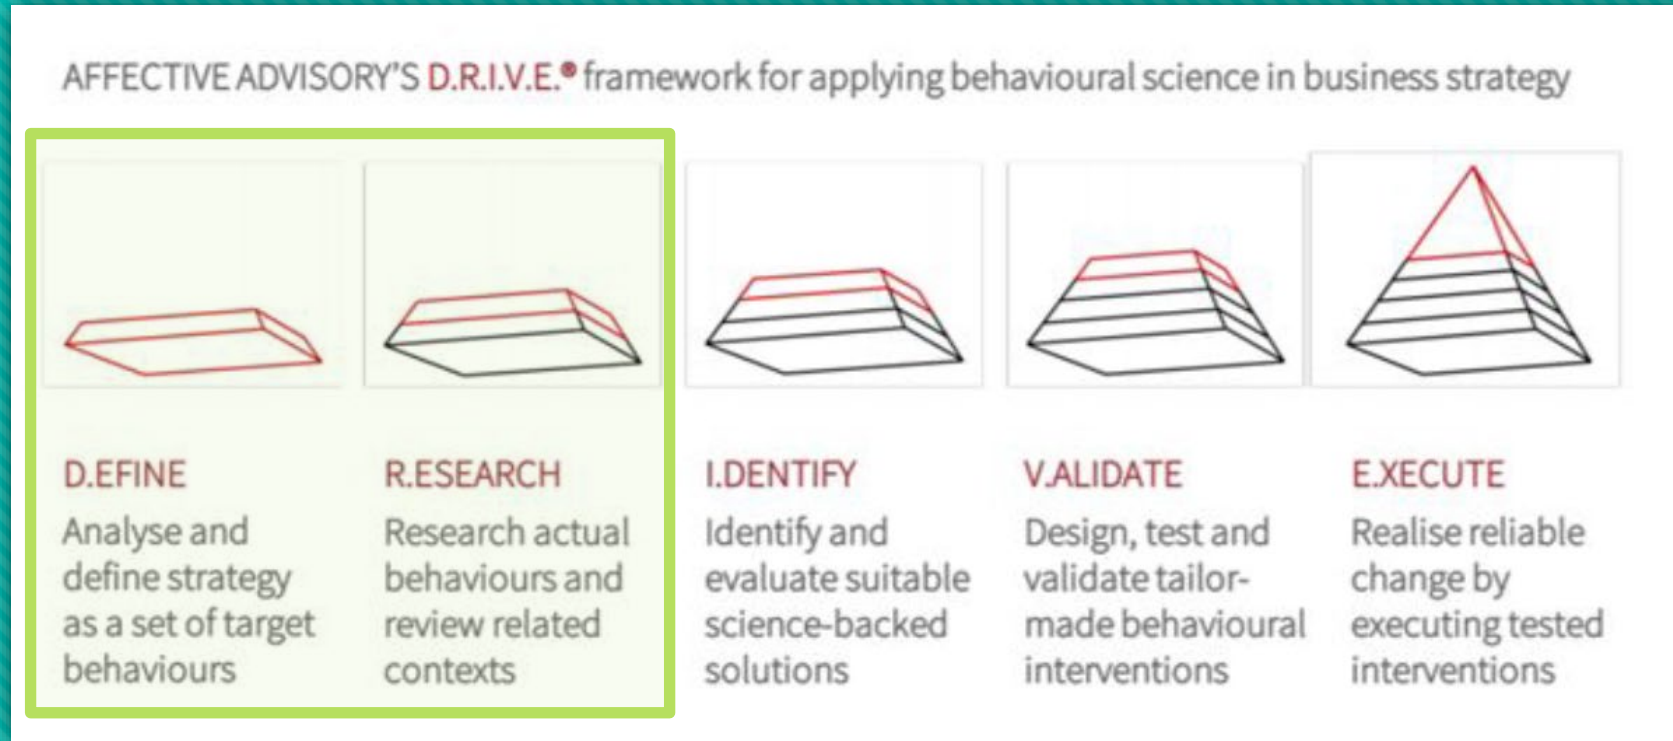 AFFECTIVE ADVISORY'S D.R.I.V.E.® framework for applying behavioural science in business strategy
D.EFINE
Analyse and
define strategy
as a set of target
behaviours
R.ESEARCH
Research actual
behaviours and
review related
contexts
I.DENTIFY
Identify and
evaluate suitable
science-backed
solutions
V.ALIDATE
Design, test and
validate tailor-
made behavioural
interventions
E.XECUTE
Realise reliable
change by
executing tested
interventions